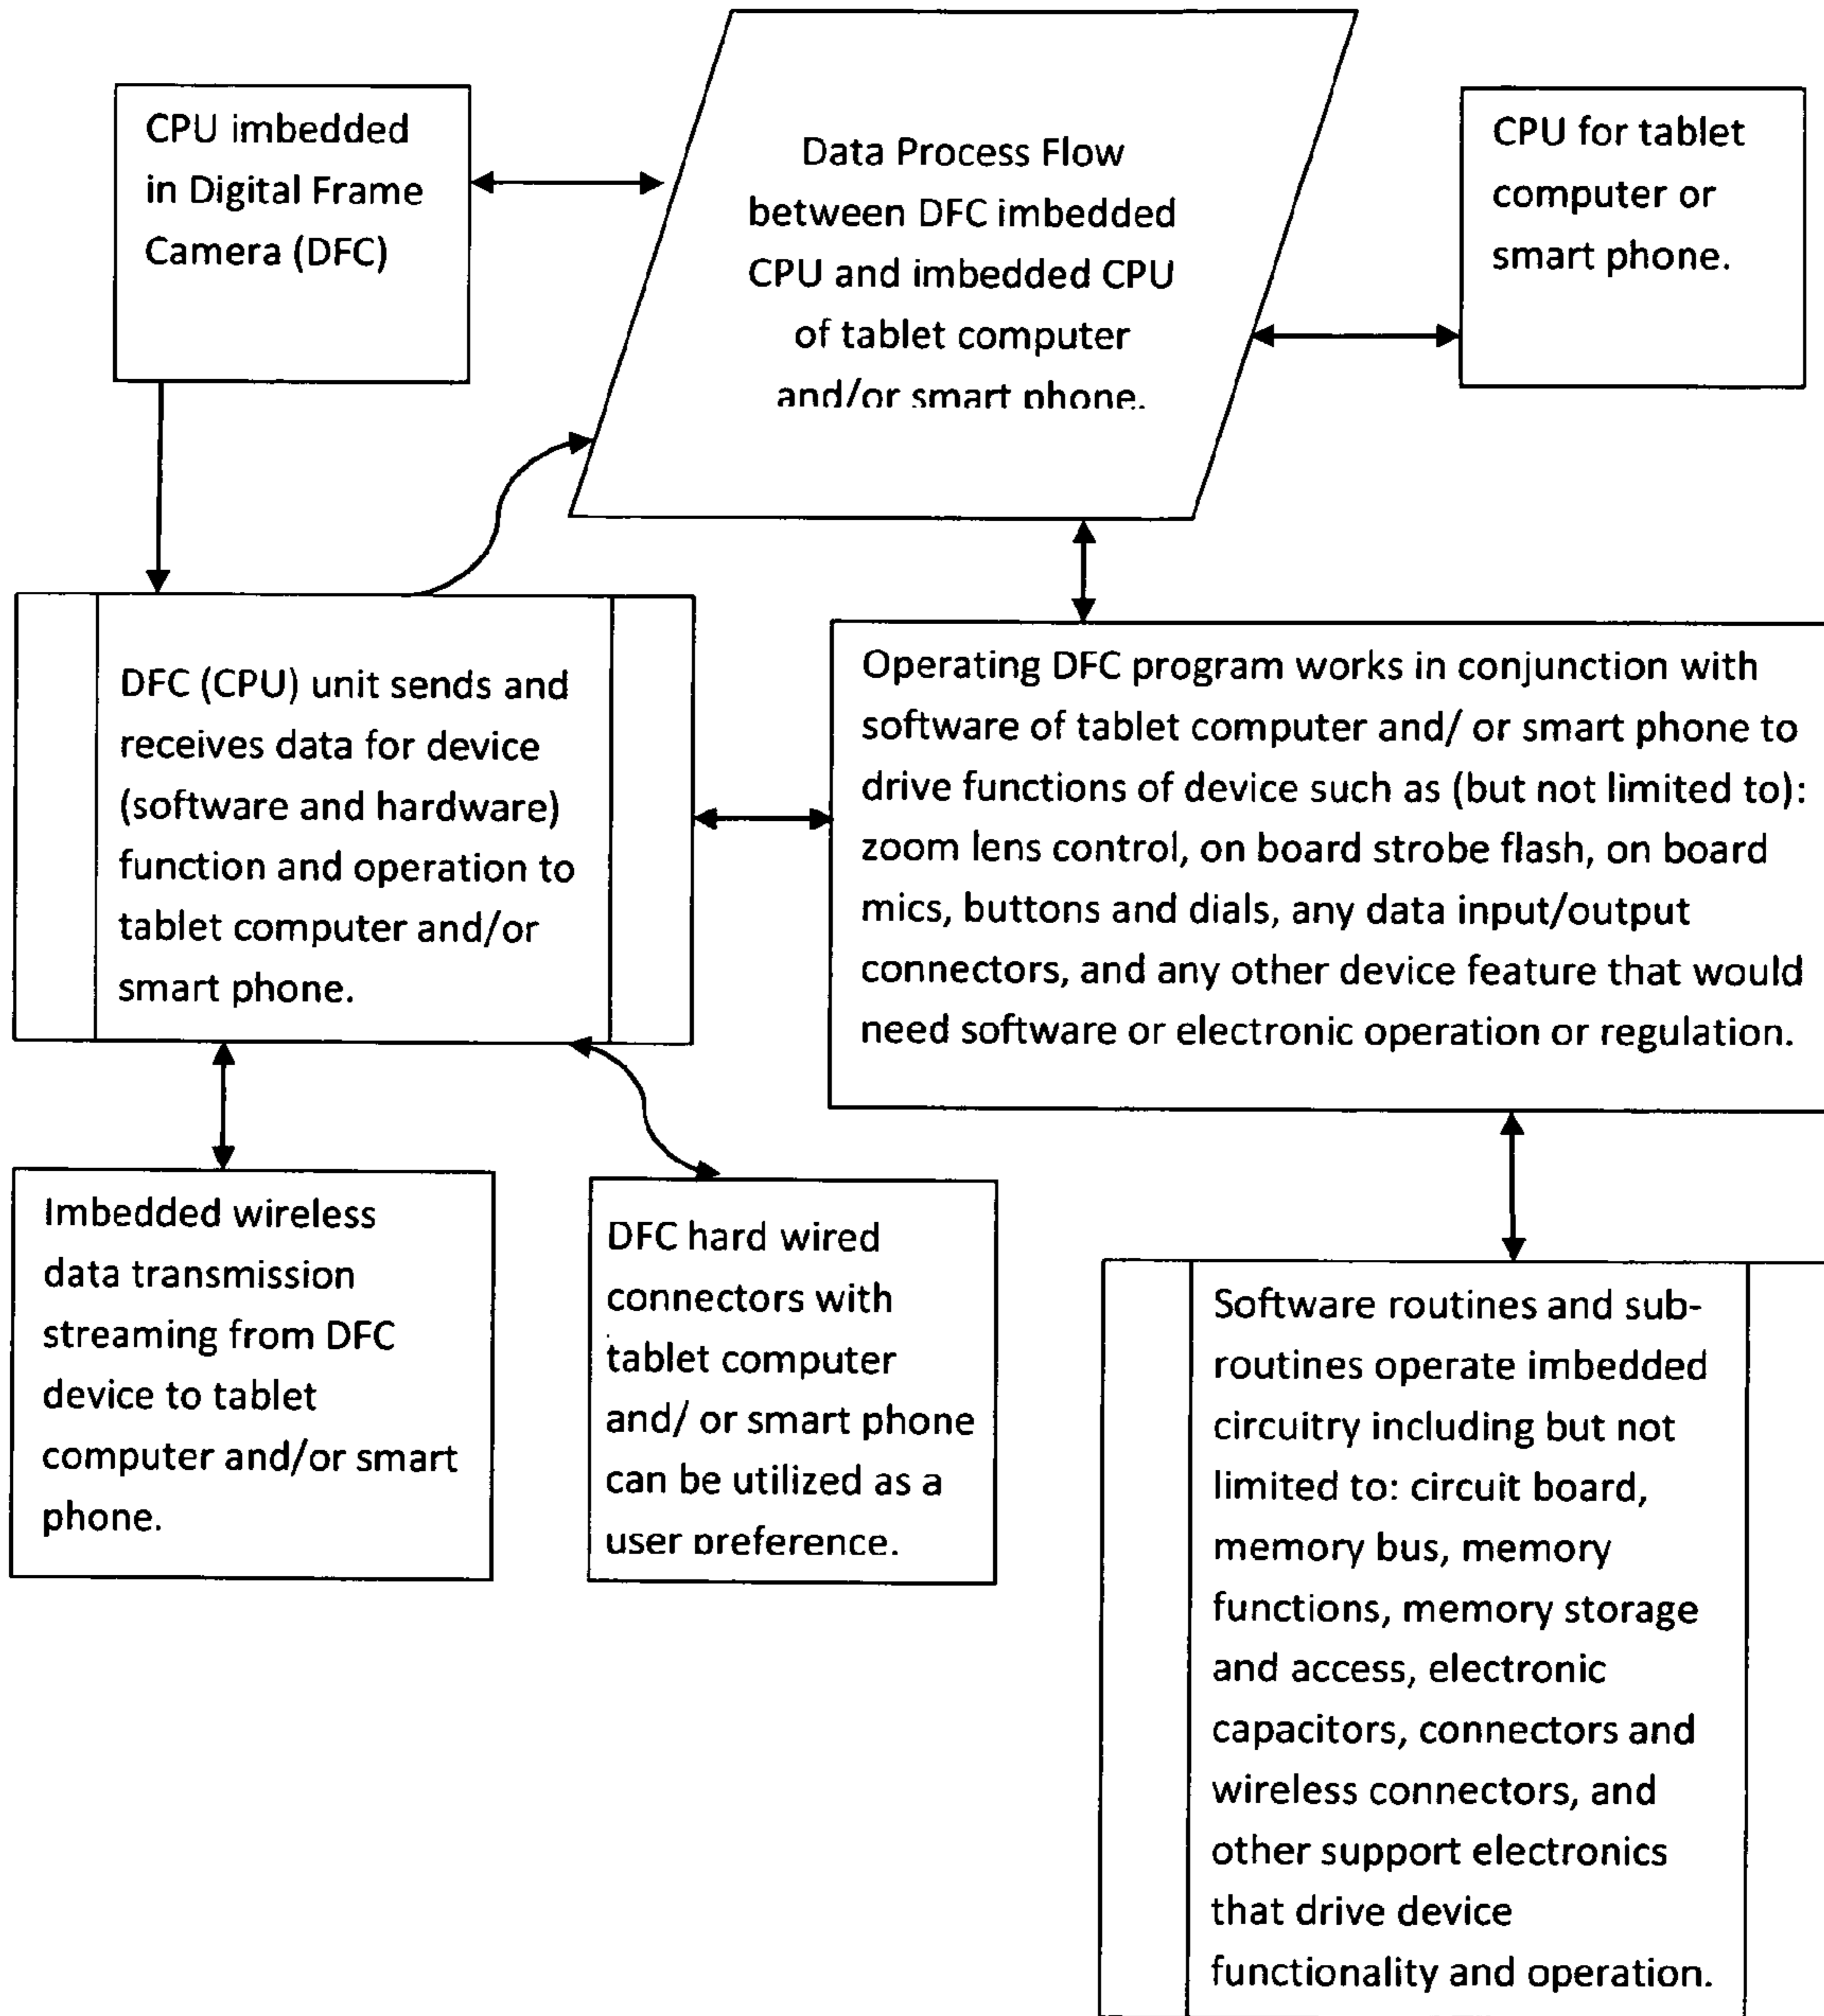 CPU imbedded
in Digital Frame
Camera (DFC)
Data Process Flow
between DFC imbedded
CPU and imbedded CPU
of tablet computer
and/or smart phone.
CPU for tablet
computer or
smart phone.
DFC (CPU) unit sends and
receives data for device
(software and hardware)
function and operation to
tablet computer and/or
smart phone.
Operating DFC program works in conjunction with
software of tablet computer and/ or smart phone to
drive functions of device such as (but not limited to):
zoom lens control, on board strobe flash, on board
mics, buttons and dials, any data input/output
connectors, and any other device feature that would
need software or electronic operation or regulation.
Imbedded wireless
data transmission
streaming from DFC
device to tablet
computer and/or smart
phone.
DFC hard wired
connectors with
tablet computer
and/ or smart phone
can be utilized as a
user preference.
Software routines and sub-
routines operate imbedded
circuitry including but not
limited to: circuit board,
memory bus, memory
functions, memory storage
and access, electronic
capacitors, connectors and
wireless connectors, and
other support electronics
that drive device
functionality and operation.